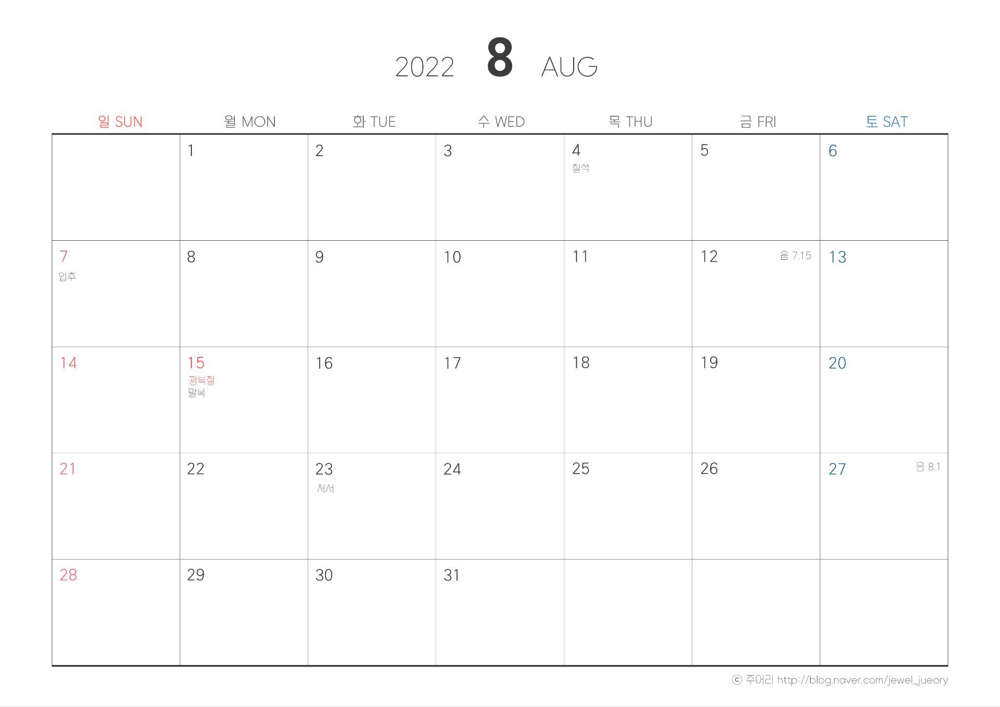 2022 8 AUG
일 SUN 월 MON 화 TUE 수 WED 목 THU 금 FRI 토 SAT
1 2 3 4 5 6
칠석
7 8 9 10 11 12 음 7.15 13
입추
14 15 16 17 18 19 20
광복절
말복
21 22 23 24 25 26 27 음 8.1
처서
28 29 30 31
ⓒ 주어리 http://blog.naver.com/jewel_jueory